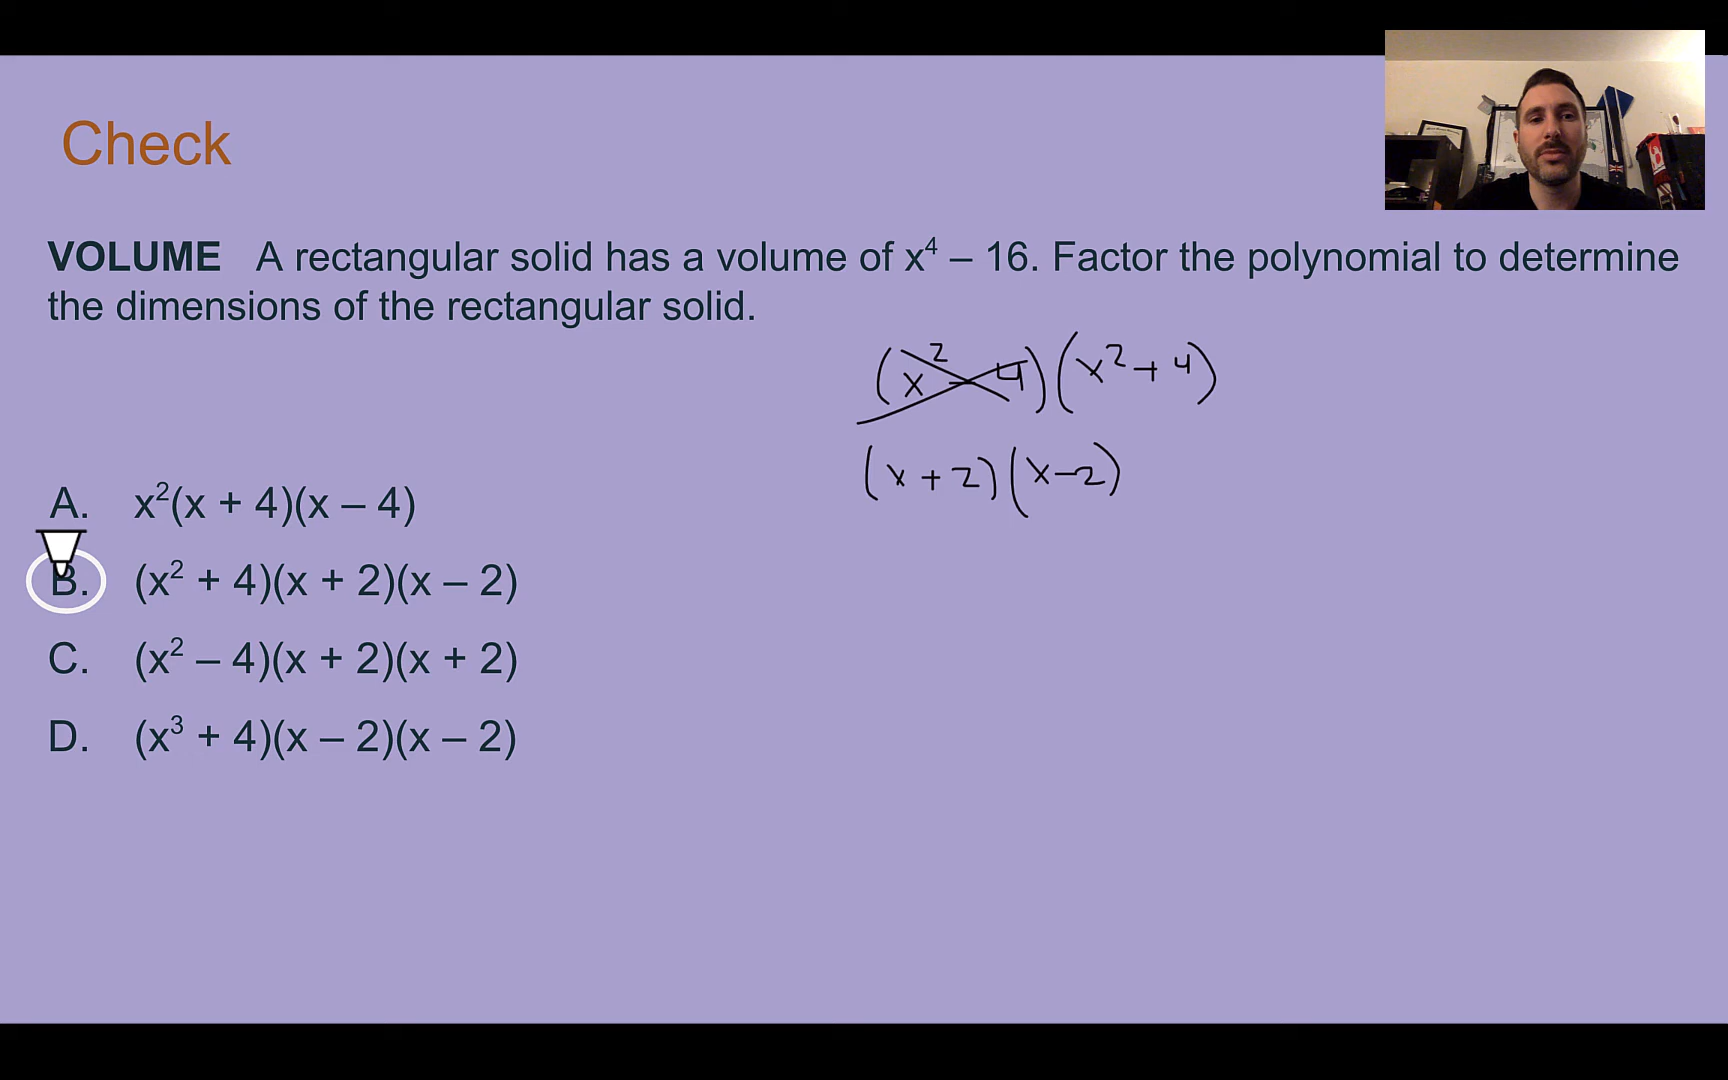 Check
VOLUME A rectangular solid has a volume of x⁴ – 16. Factor the polynomial to determine
the dimensions of the rectangular solid.
(x² – 4)(x² + 4)
(x + 2)(x – 2)
A. x²(x + 4)(x – 4)
B. (x² + 4)(x + 2)(x – 2)
C. (x² – 4)(x + 2)(x + 2)
D. (x³ + 4)(x – 2)(x – 2)